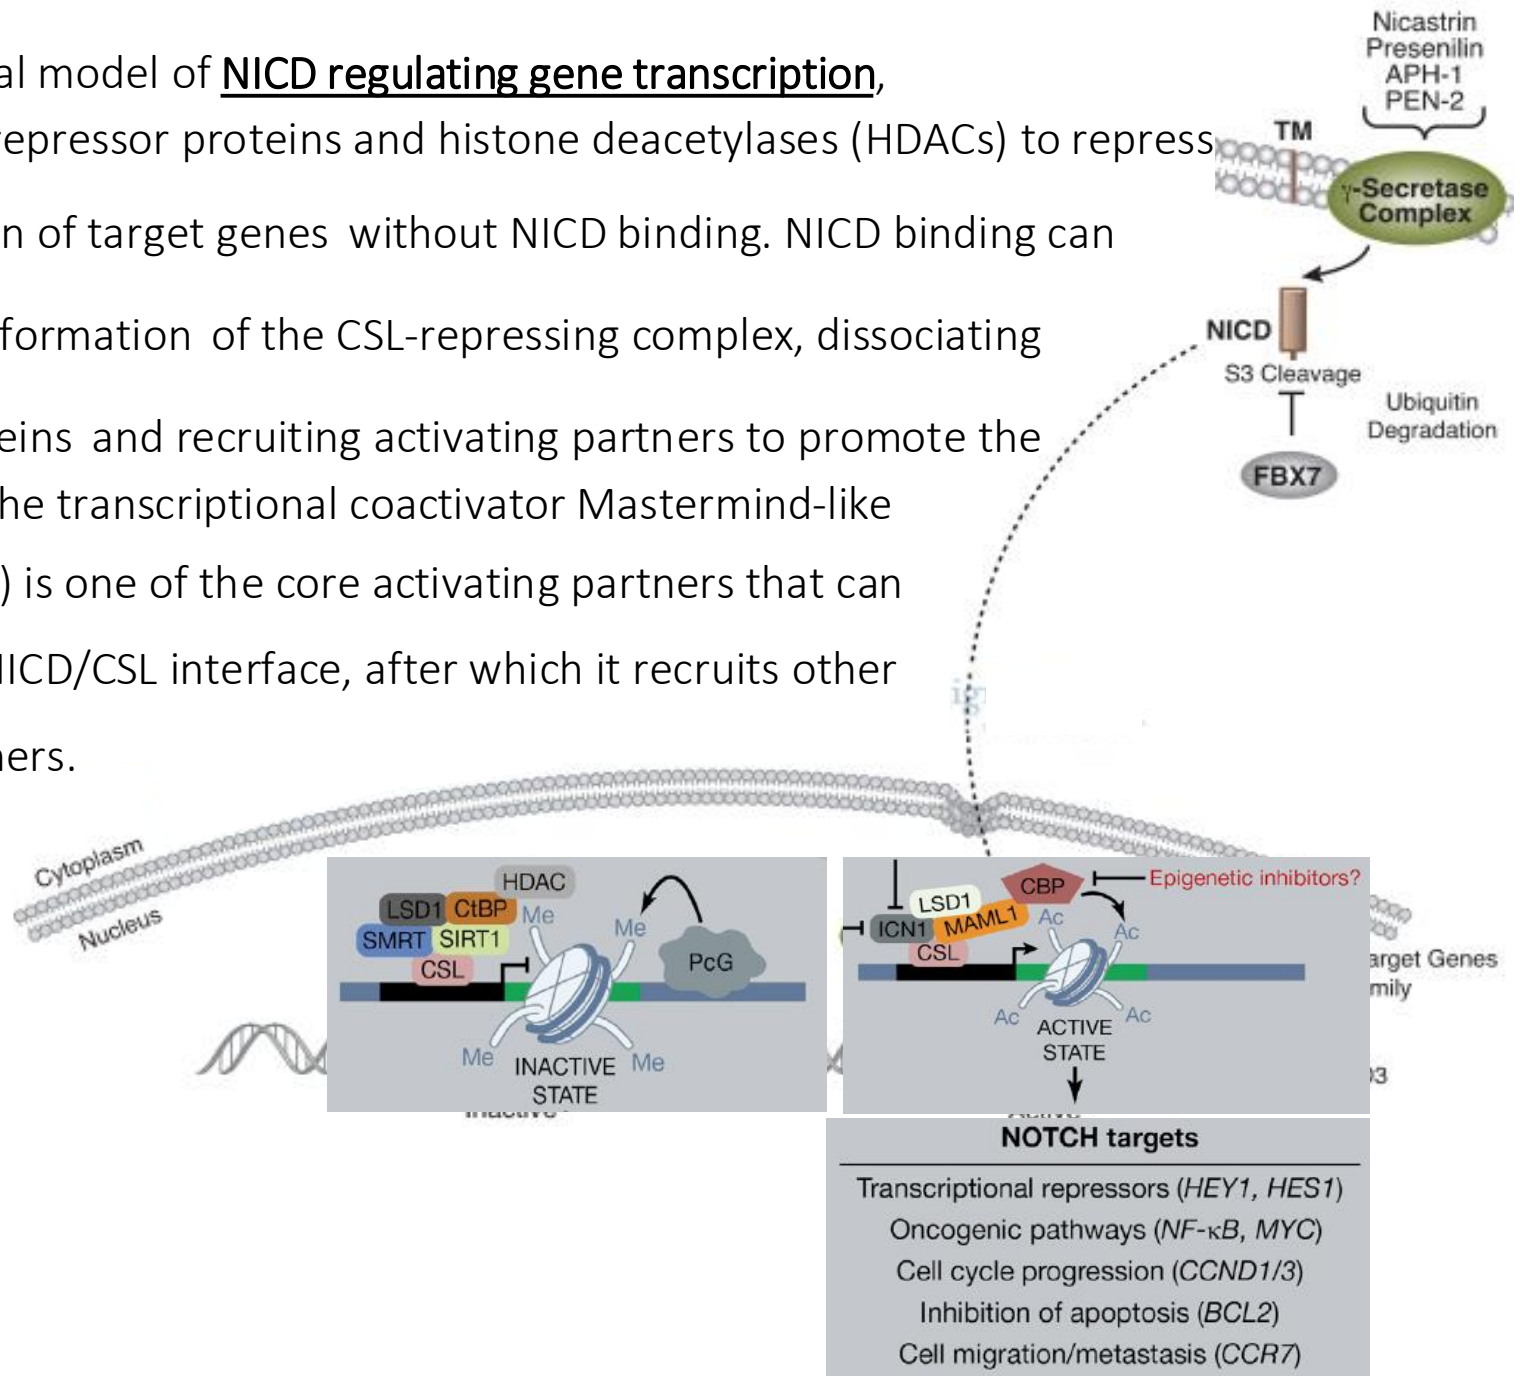 al model of NICD regulating gene transcription,
repressor proteins and histone deacetylases (HDACs) to repress
n of target genes without NICD binding. NICD binding can
formation of the CSL-repressing complex, dissociating
eins and recruiting activating partners to promote the
he transcriptional coactivator Mastermind-like
) is one of the core activating partners that can
NICD/CSL interface, after which it recruits other
ners.
Nicastrin
Presenilin
APH-1
PEN-2
TM
γ-Secretase
Complex
NICD
S3 Cleavage
Ubiquitin
Degradation
FBX7
ig
Cytoplasm
Nucleus
HDAC
LSD1 CtBP Me
SMRT SIRT1
CSL
Me
PcG
Me
Me
INACTIVE
STATE
CBP
Epigenetic inhibitors?
LSD1
ICN1 MAML1
Ac
Ac
CSL
Ac
Ac
ACTIVE
STATE
arget Genes
mily
03
NOTCH targets
Transcriptional repressors (HEY1, HES1)
Oncogenic pathways (NF-κB, MYC)
Cell cycle progression (CCND1/3)
Inhibition of apoptosis (BCL2)
Cell migration/metastasis (CCR7)